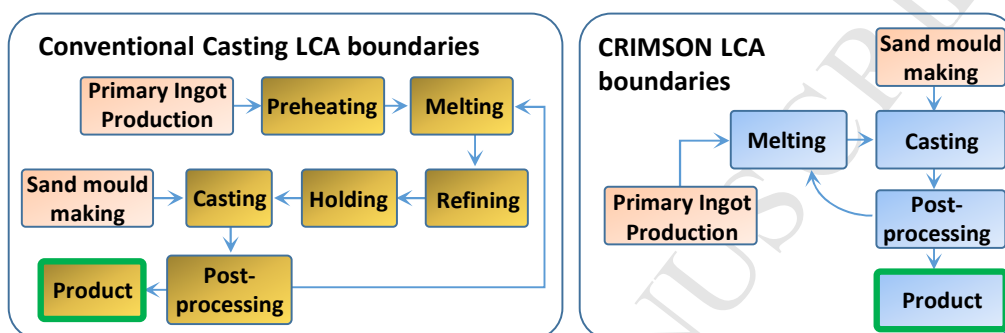 Conventional Casting LCA boundaries
Primary Ingot
Production
Preheating
Melting
Sand mould
making
Casting
Holding
Refining
Product
Post-
processing
CRIMSON LCA
boundaries
Sand mould
making
Melting
Casting
Primary Ingot
Production
Post-
processing
Product